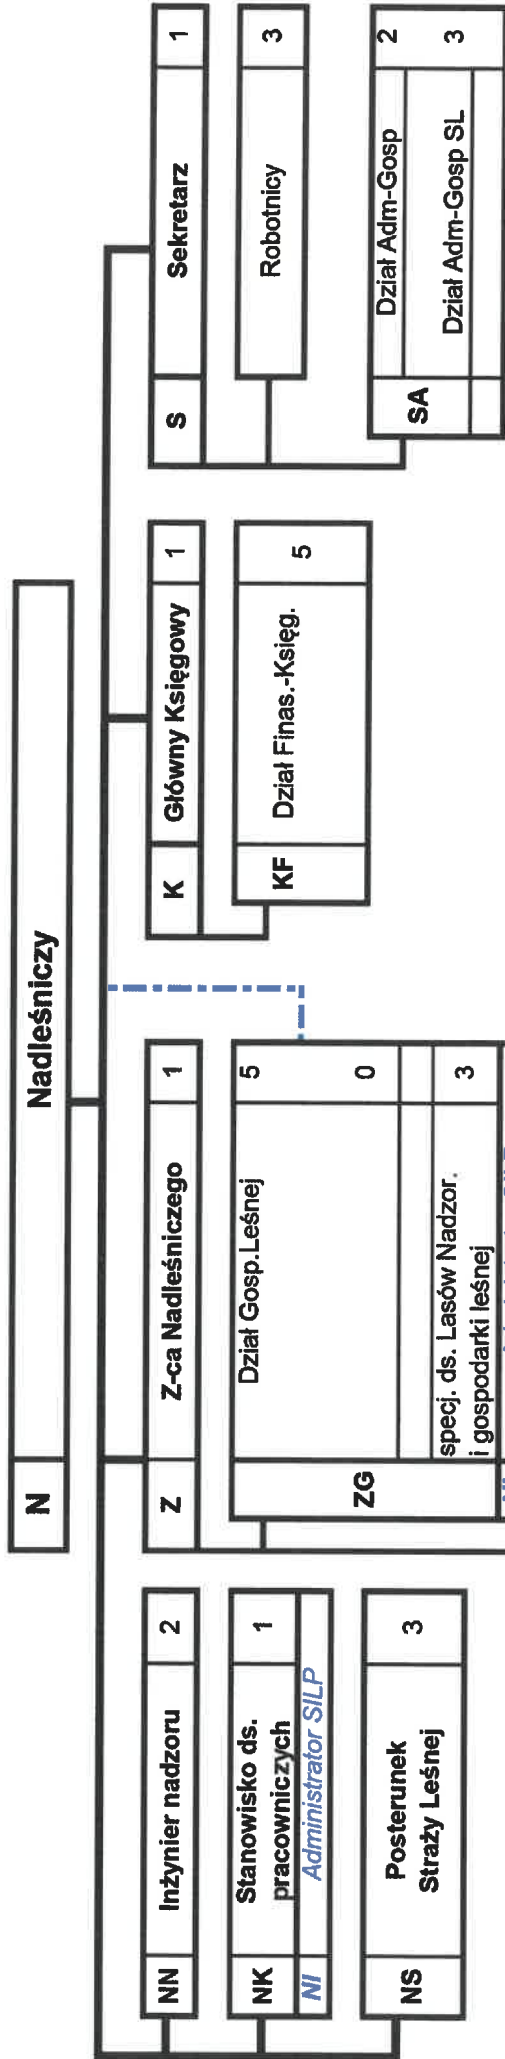 N Nadleśniczy
NN Inżynier nadzoru 2
NK Stanowisko ds. 1
pracowniczych
NI Administrator SILP
NS Posterunek 3
Straży Leśnej
Z Z-ca Nadleśniczego 1
ZG Dział Gosp.Leśnej 5
0
specj. ds. Lasów Nadzor. 3
i gospodarki leśnej
K Główny Księgowy 1
KF Dział Finas.-Księg. 5
S Sekretarz 1
Robotnicy 3
SA Dział Adm-Gosp 2
Dział Adm-Gosp SL 3